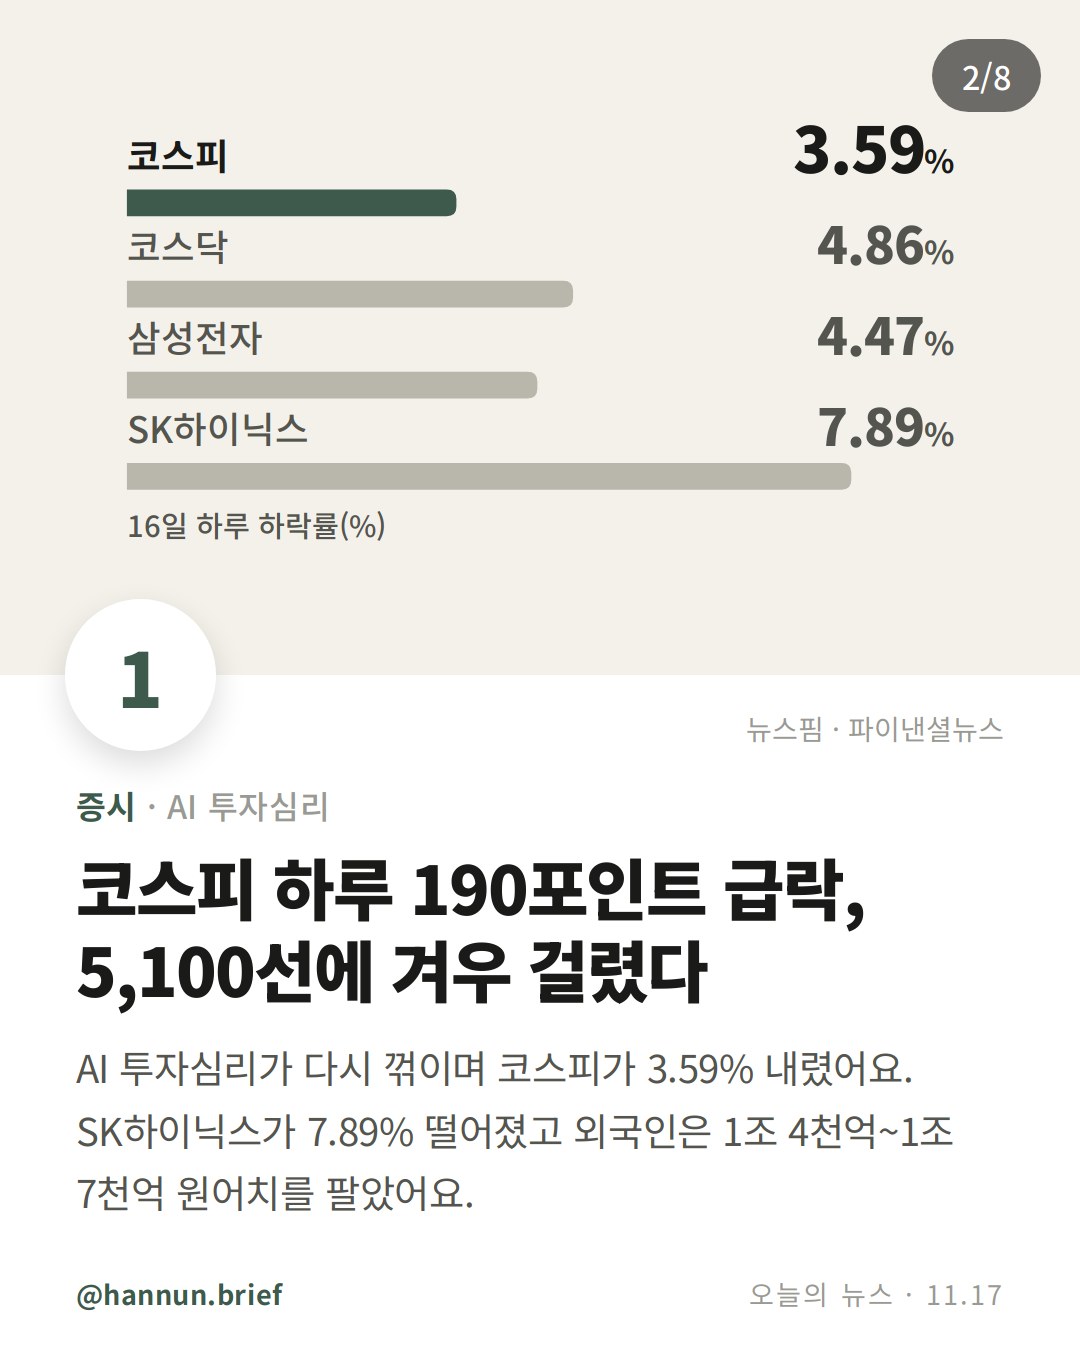 2/8
코스피 3.59%
코스닥 4.86%
삼성전자 4.47%
SK하이닉스 7.89%
16일 하루 하락률(%)
1
뉴스핌 · 파이낸셜뉴스
증시 · AI 투자심리
코스피 하루 190포인트 급락,
5,100선에 겨우 걸렸다
AI 투자심리가 다시 꺾이며 코스피가 3.59% 내렸어요.
SK하이닉스가 7.89% 떨어졌고 외국인은 1조 4천억~1조
7천억 원어치를 팔았어요.
@hannun.brief
오늘의 뉴스 · 11.17